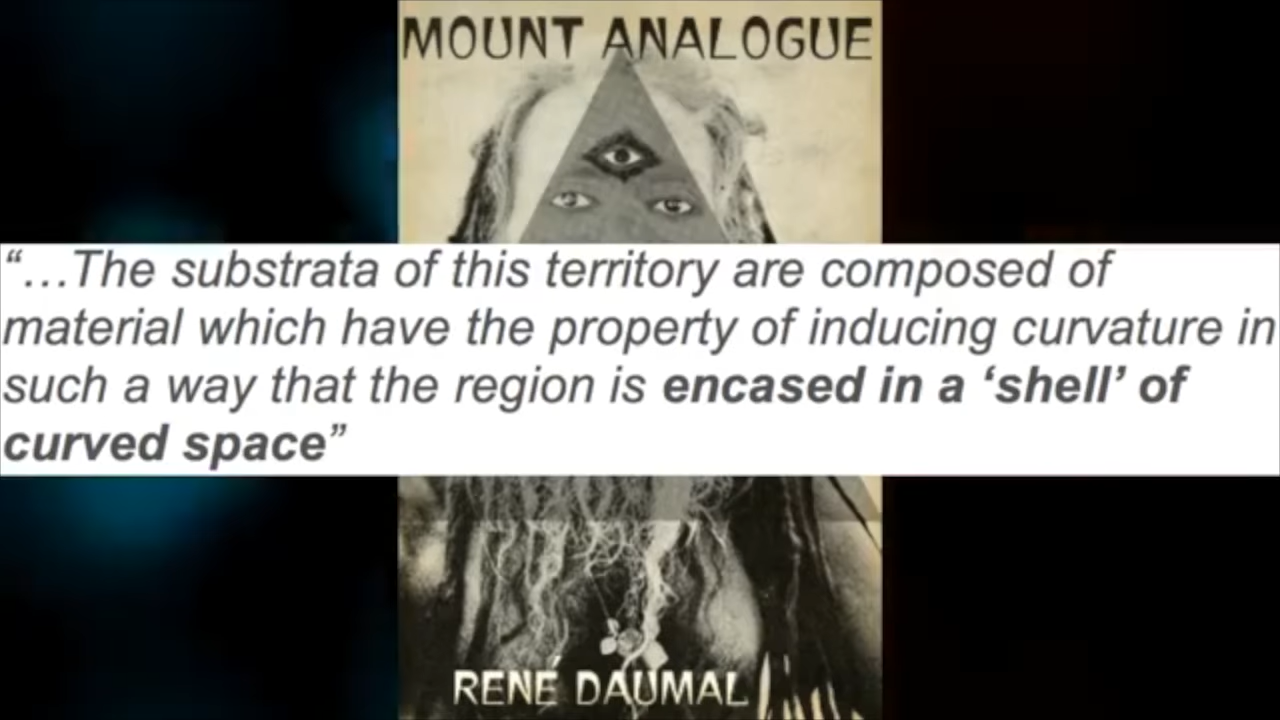 MOUNT ANALOGUE
“…The substrata of this territory are composed of
material which have the property of inducing curvature in
such a way that the region is encased in a ‘shell’ of
curved space”
RENÉ DAUMAL